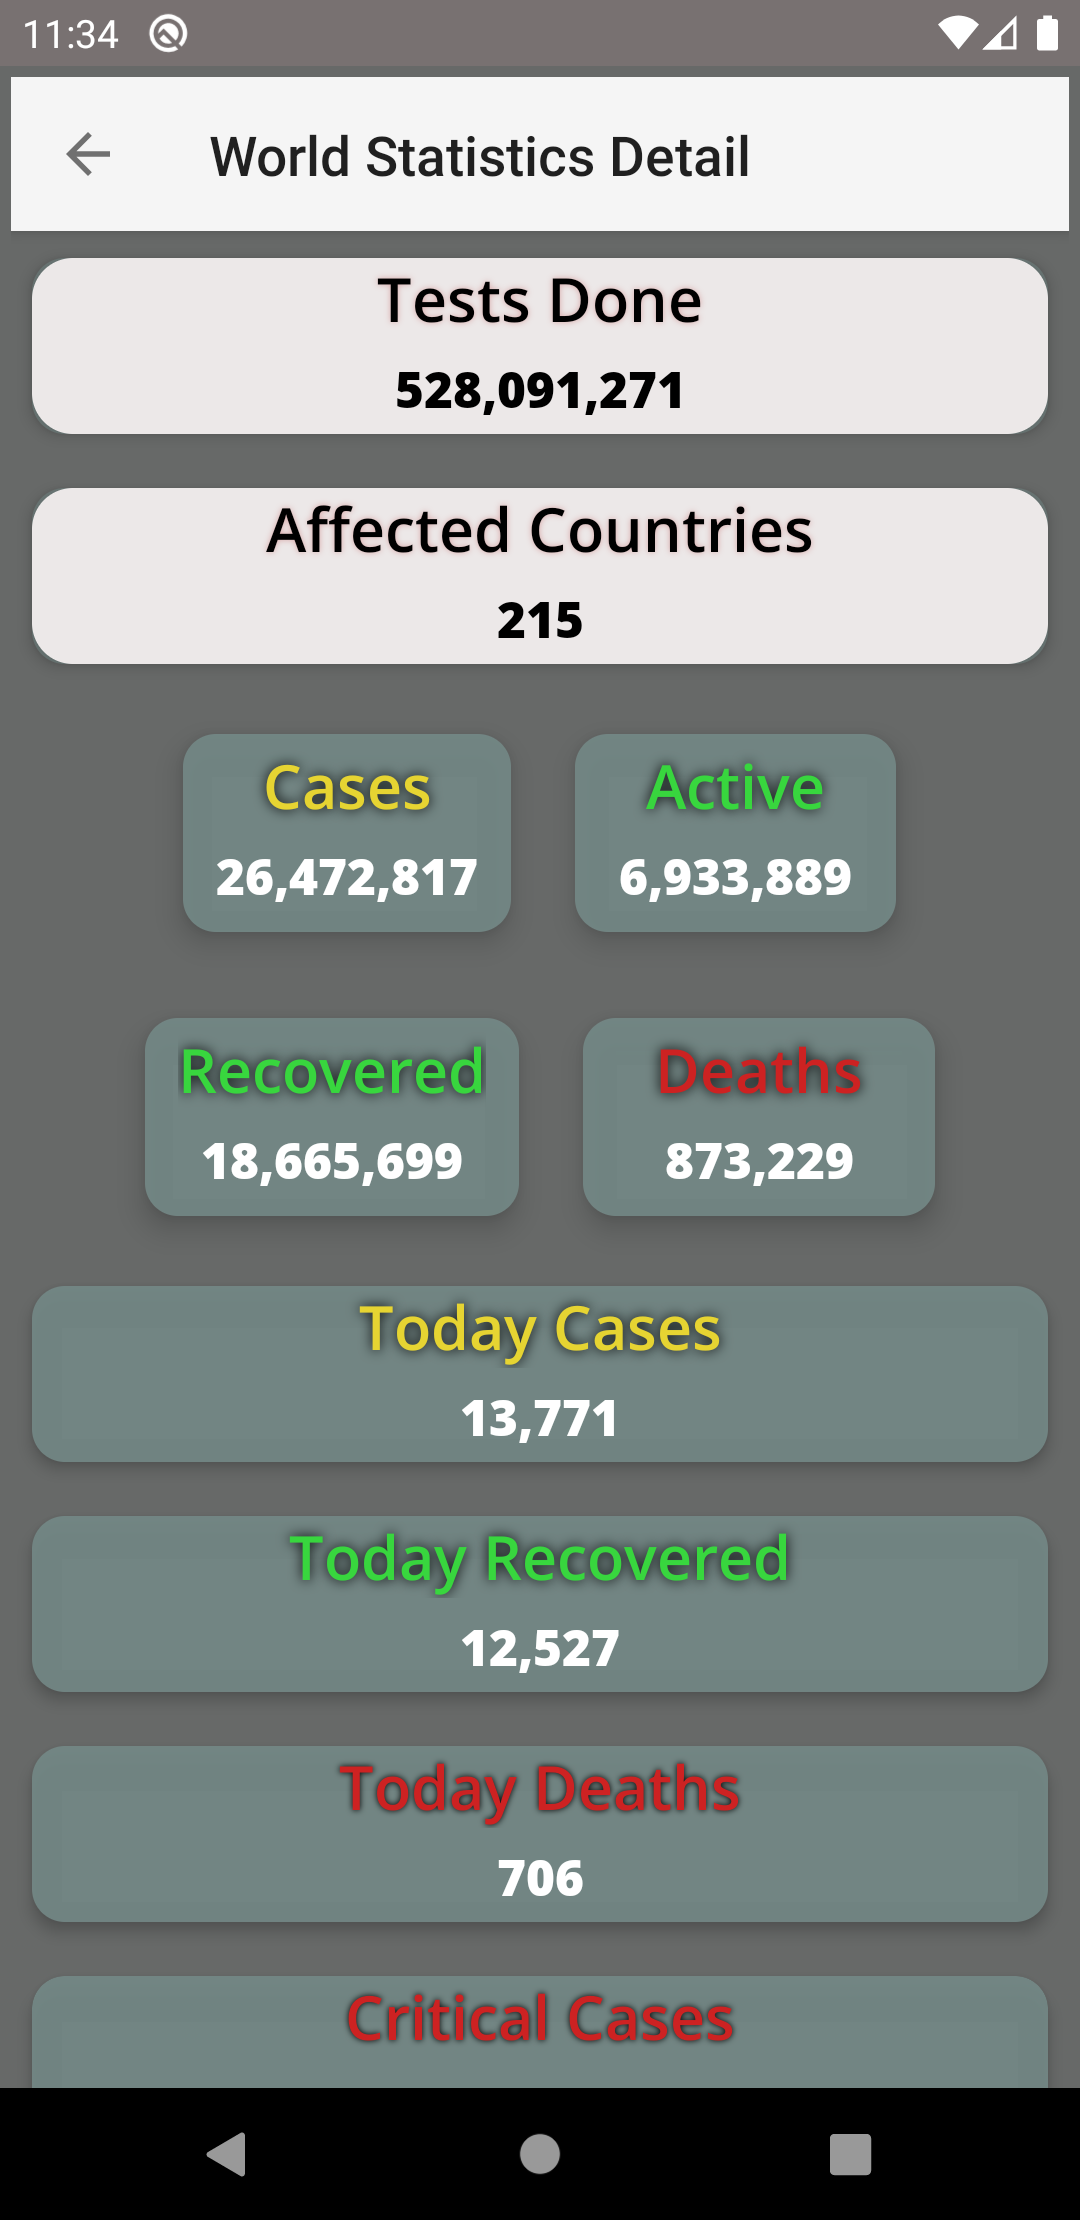 11:34
World Statistics Detail
Tests Done
528,091,271
Affected Countries
215
Cases
26,472,817
Active
6,933,889
Recovered
18,665,699
Deaths
873,229
Today Cases
13,771
Today Recovered
12,527
Today Deaths
706
Critical Cases